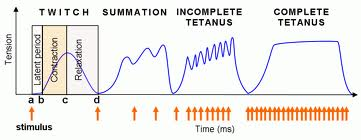 TWITCH
SUMMATION
INCOMPLETE
TETANUS
COMPLETE
TETANUS
Tension
Latent period
Contraction
Relaxation
a b c d
stimulus
Time (ms)